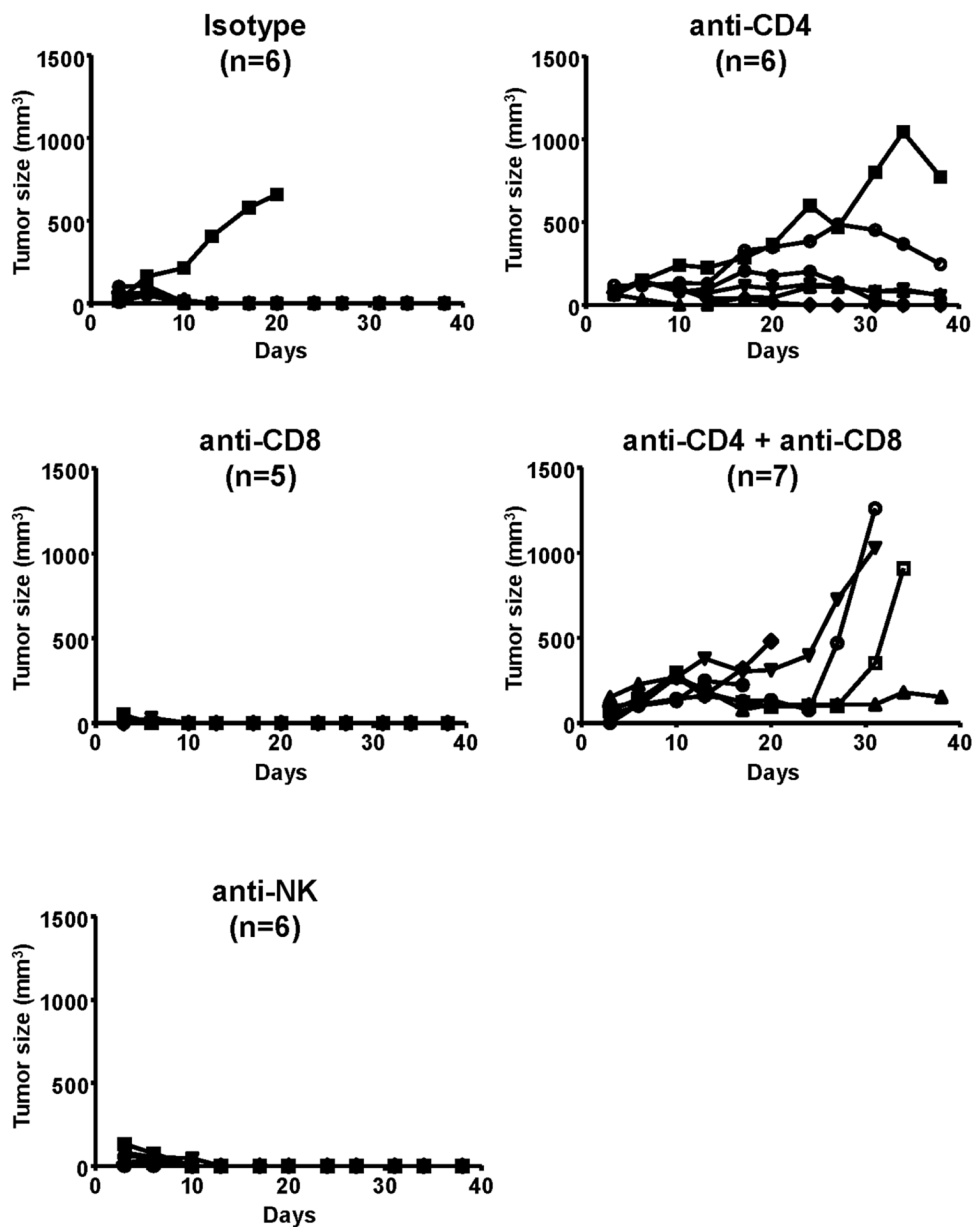 Isotype
(n=6)
1500
1000
500
0
Tumor size (mm³)
0 10 20 30 40
Days
anti-CD4
(n=6)
1500
1000
500
0
Tumor size (mm³)
0 10 20 30 40
Days
anti-CD8
(n=5)
1500
1000
500
0
Tumor size (mm³)
0 10 20 30 40
Days
anti-CD4 + anti-CD8
(n=7)
1500
1000
500
0
Tumor size (mm³)
0 10 20 30 40
Days
anti-NK
(n=6)
1500
1000
500
0
Tumor size (mm³)
0 10 20 30 40
Days